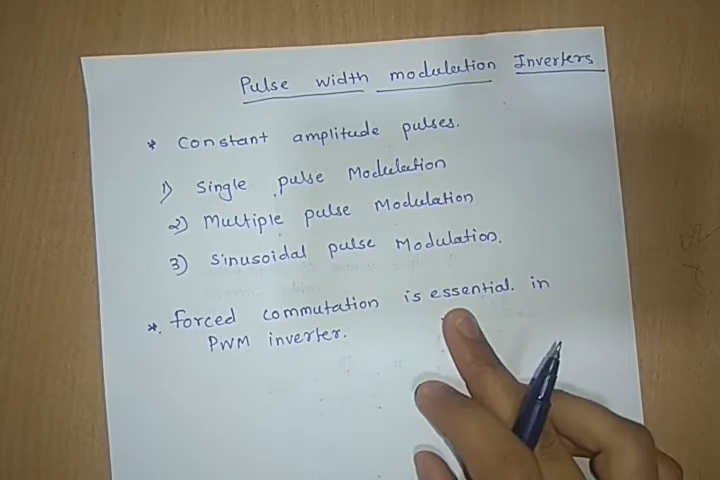 Pulse width modulation Inverters
* Constant amplitude pulses.
1) Single pulse Modulation
2) Multiple pulse Modulation
3) Sinusoidal pulse Modulation.
*. forced commutation is essential. in
PWM inverter.